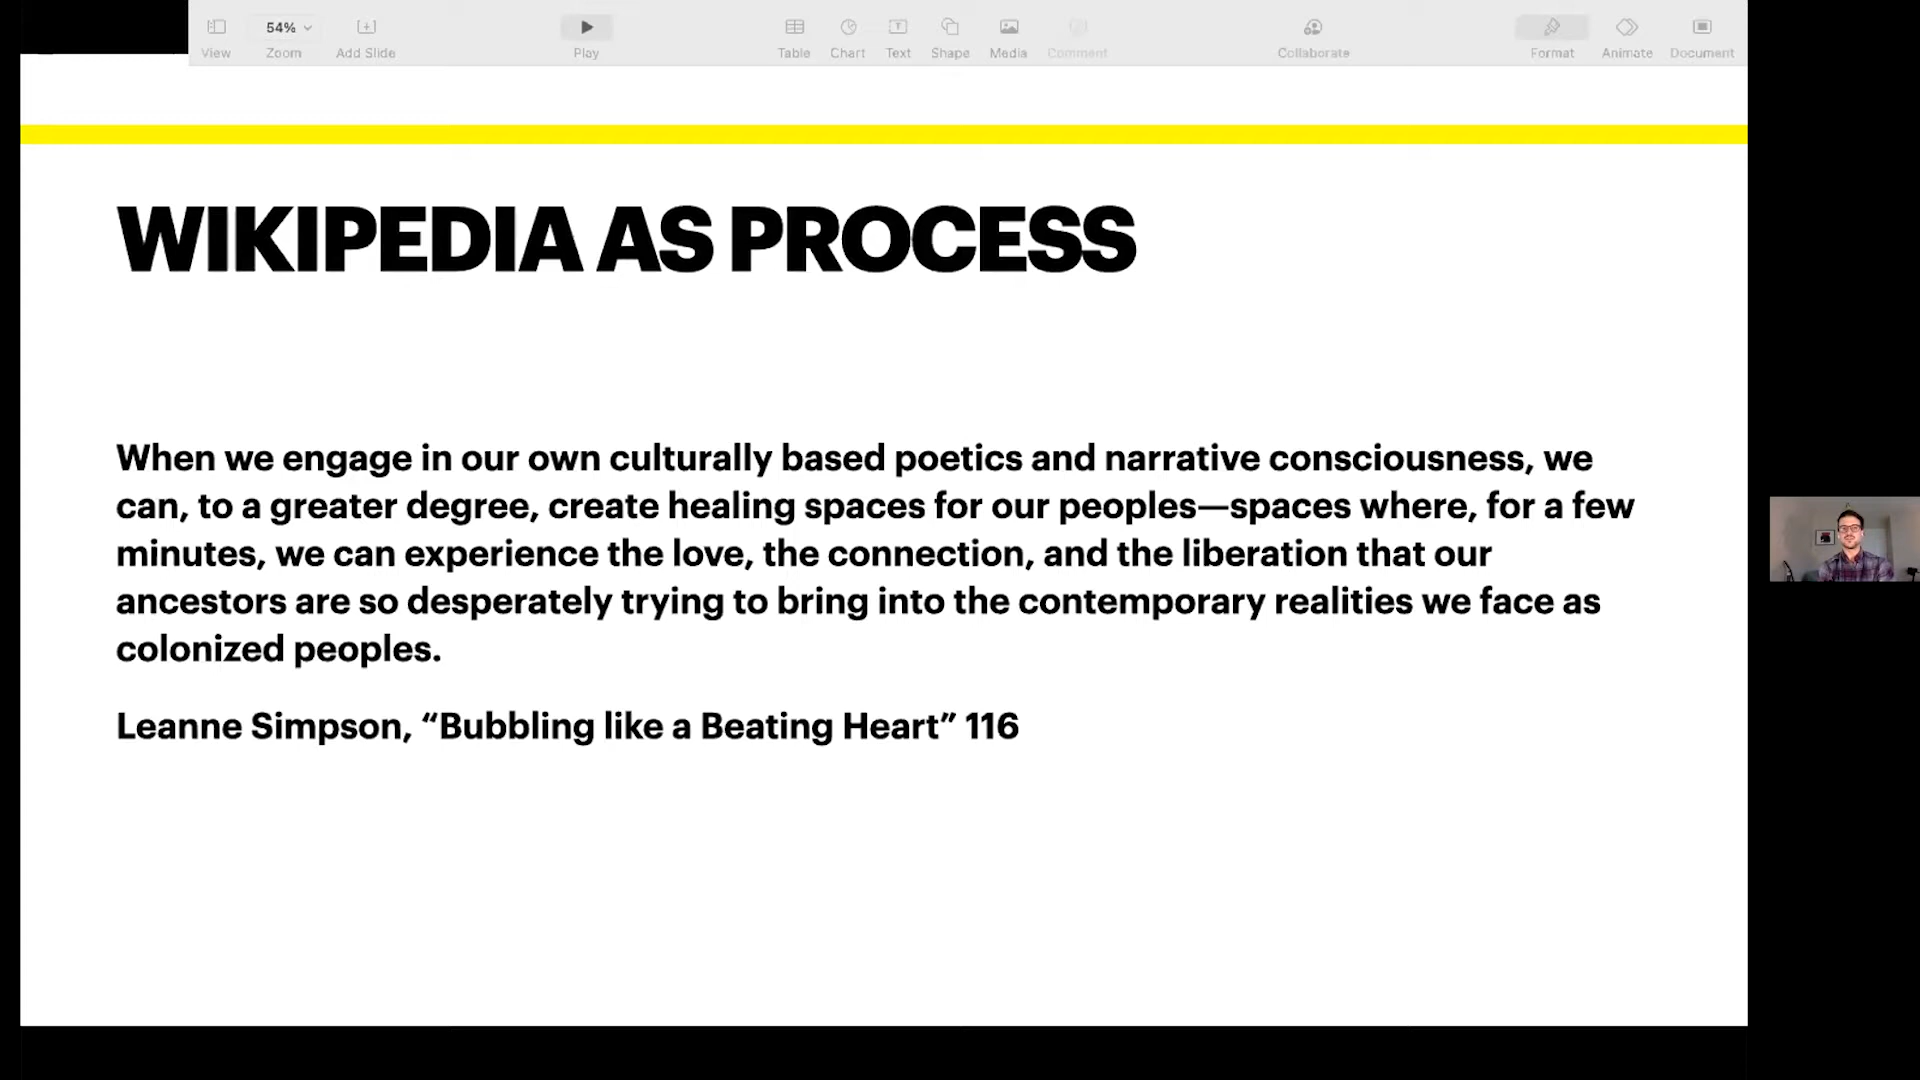 54%
View
Zoom
Add Slide
Play
Table
Chart
Text
Shape
Media
Comment
Collaborate
Format
Animate
Document
WIKIPEDIA AS PROCESS
When we engage in our own culturally based poetics and narrative consciousness, we
can, to a greater degree, create healing spaces for our peoples—spaces where, for a few
minutes, we can experience the love, the connection, and the liberation that our
ancestors are so desperately trying to bring into the contemporary realities we face as
colonized peoples.
Leanne Simpson, “Bubbling like a Beating Heart” 116